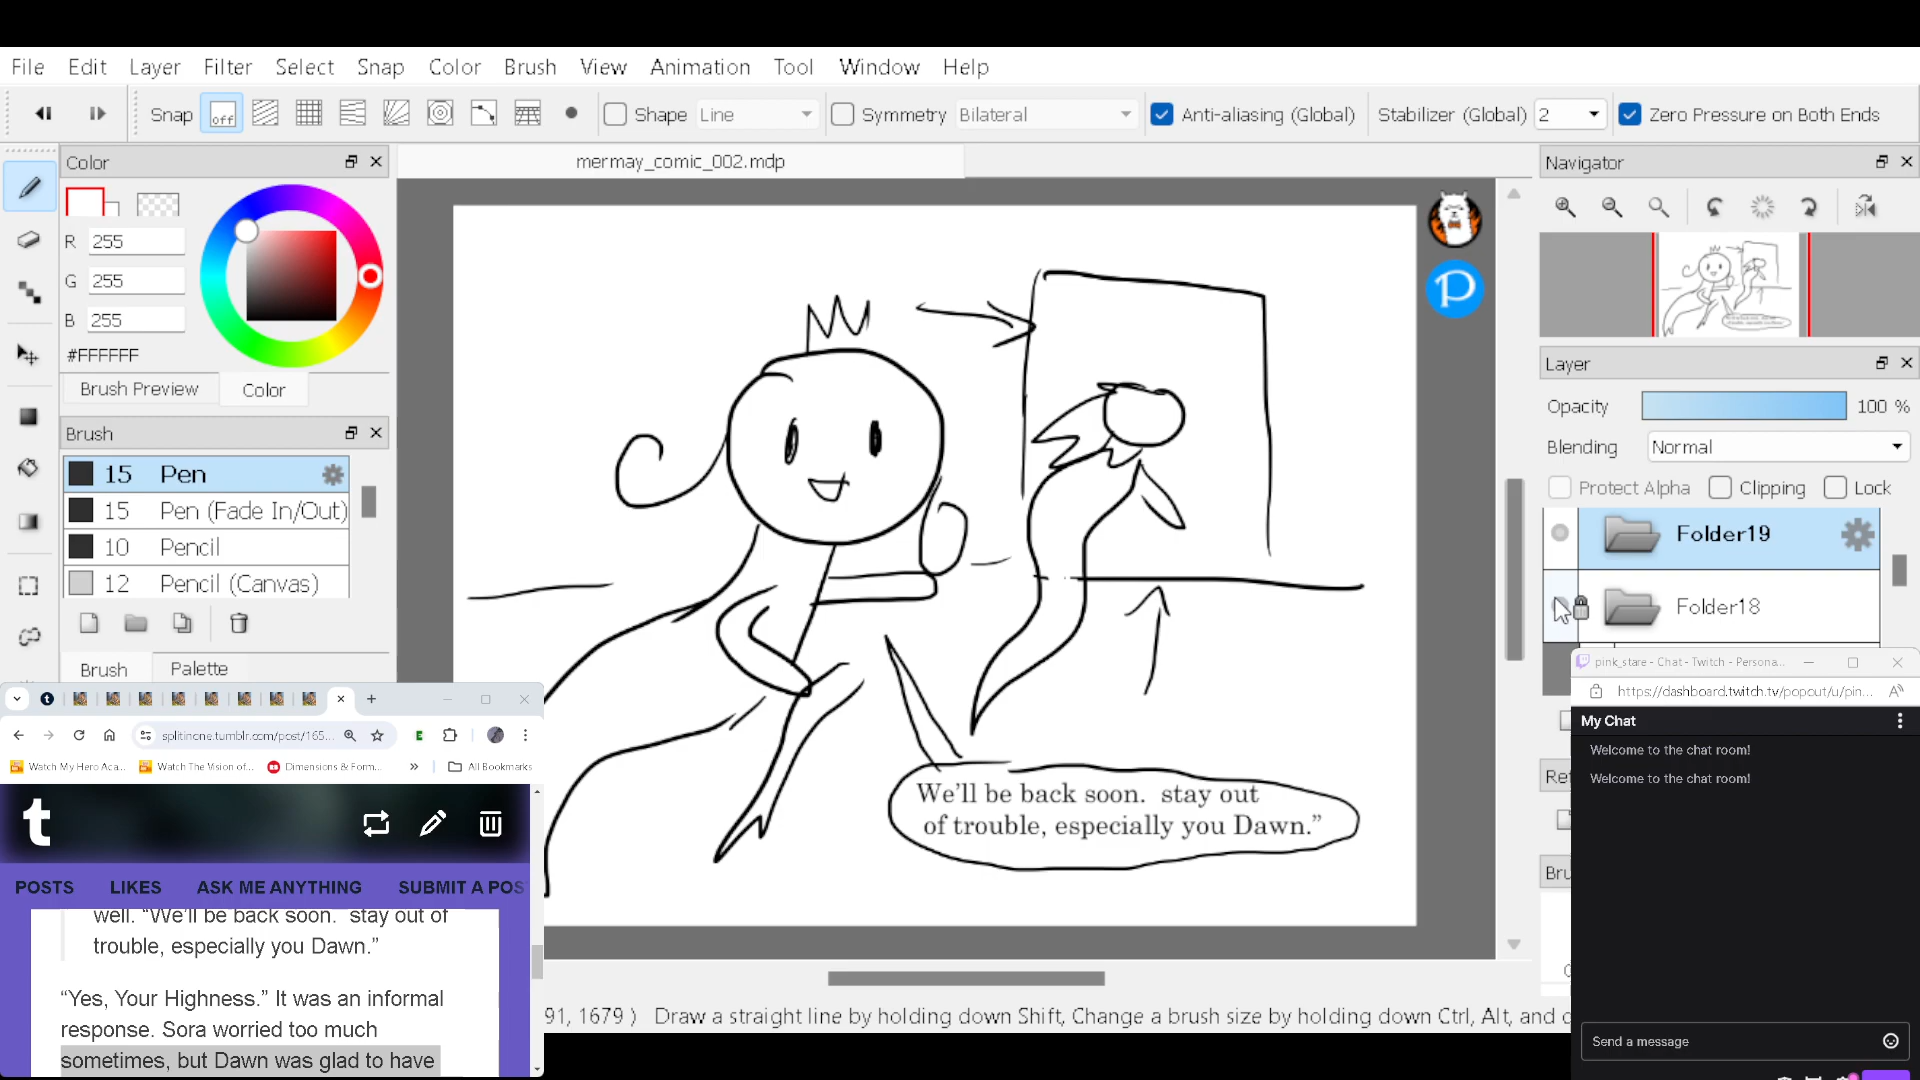 File Edit Layer Filter Select Snap Color Brush View Animation Tool Window Help
Snap off Shape Line Symmetry Bilateral Anti-aliasing (Global) Stabilizer (Global) 2 Zero Pressure on Both Ends
Color
mermay_comic_002.mdp
Navigator
R 255
G 255
B 255
#FFFFFF
Brush Preview Color
Brush
15 Pen
15 Pen (Fade In/Out)
10 Pencil
12 Pencil (Canvas)
Brush Palette
Layer
Opacity 100 %
Blending Normal
Protect Alpha Clipping Lock
Folder19
Folder18
We'll be back soon.  stay out
of trouble, especially you Dawn.”
pink_stare - Chat - Twitch - Persona...
https://dashboard.twitch.tv/popout/u/pin...
My Chat
Welcome to the chat room!
Welcome to the chat room!
Send a message
splitinone.tumblr.com/post/165...
Watch My Hero Aca... Watch The Vision of... Dimensions & Form... » All Bookmarks
POSTS LIKES ASK ME ANYTHING SUBMIT A POS
well. “We’ll be back soon.  stay out of
trouble, especially you Dawn.”
“Yes, Your Highness.” It was an informal
response. Sora worried too much
sometimes, but Dawn was glad to have
91, 1679 ) Draw a straight line by holding down Shift, Change a brush size by holding down Ctrl, Alt, and